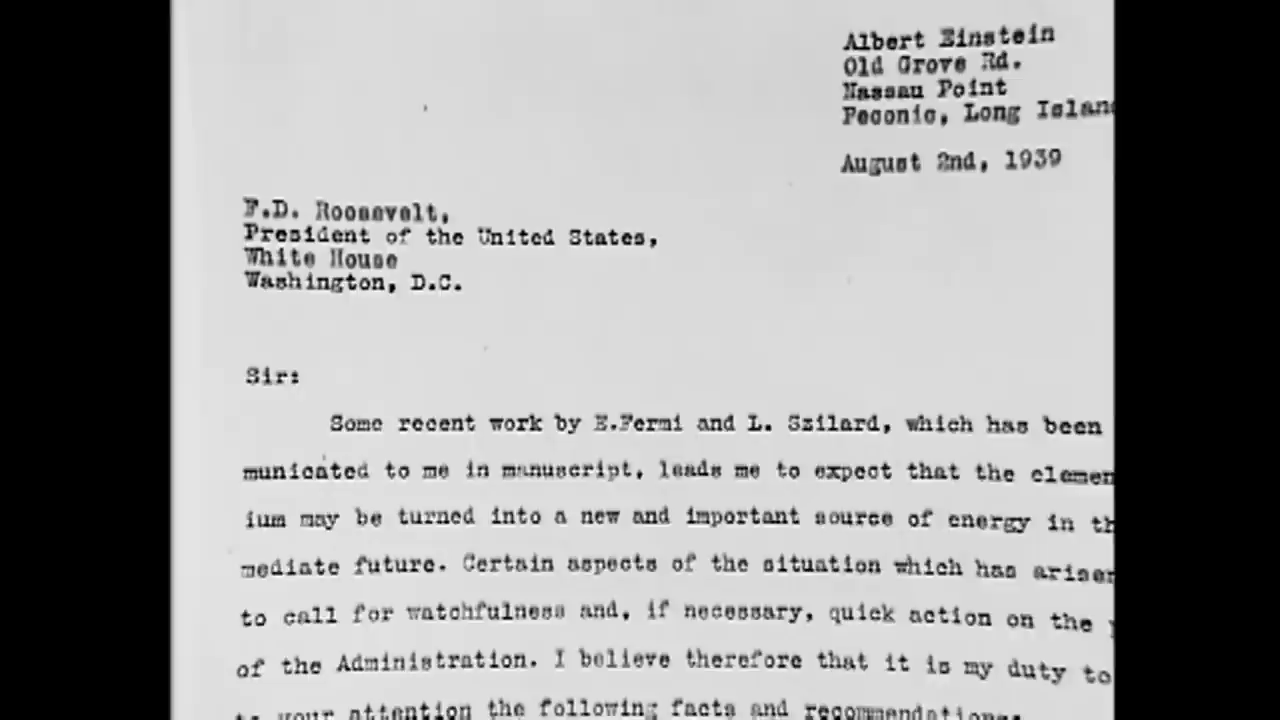 Albert Einstein
Old Grove Rd.
Nassau Point
Peconic, Long Island
August 2nd, 1939
F.D. Roosevelt,
President of the United States,
White House
Washington, D.C.
Sir:
Some recent work by E.Fermi and L. Szilard, which has been
municated to me in manuscript, leads me to expect that the elemen
ium may be turned into a new and important source of energy in th
mediate future. Certain aspects of the situation which has arisen
to call for watchfulness and, if necessary, quick action on the
of the Administration. I believe therefore that it is my duty to
to your attention the following facts and recommendations.